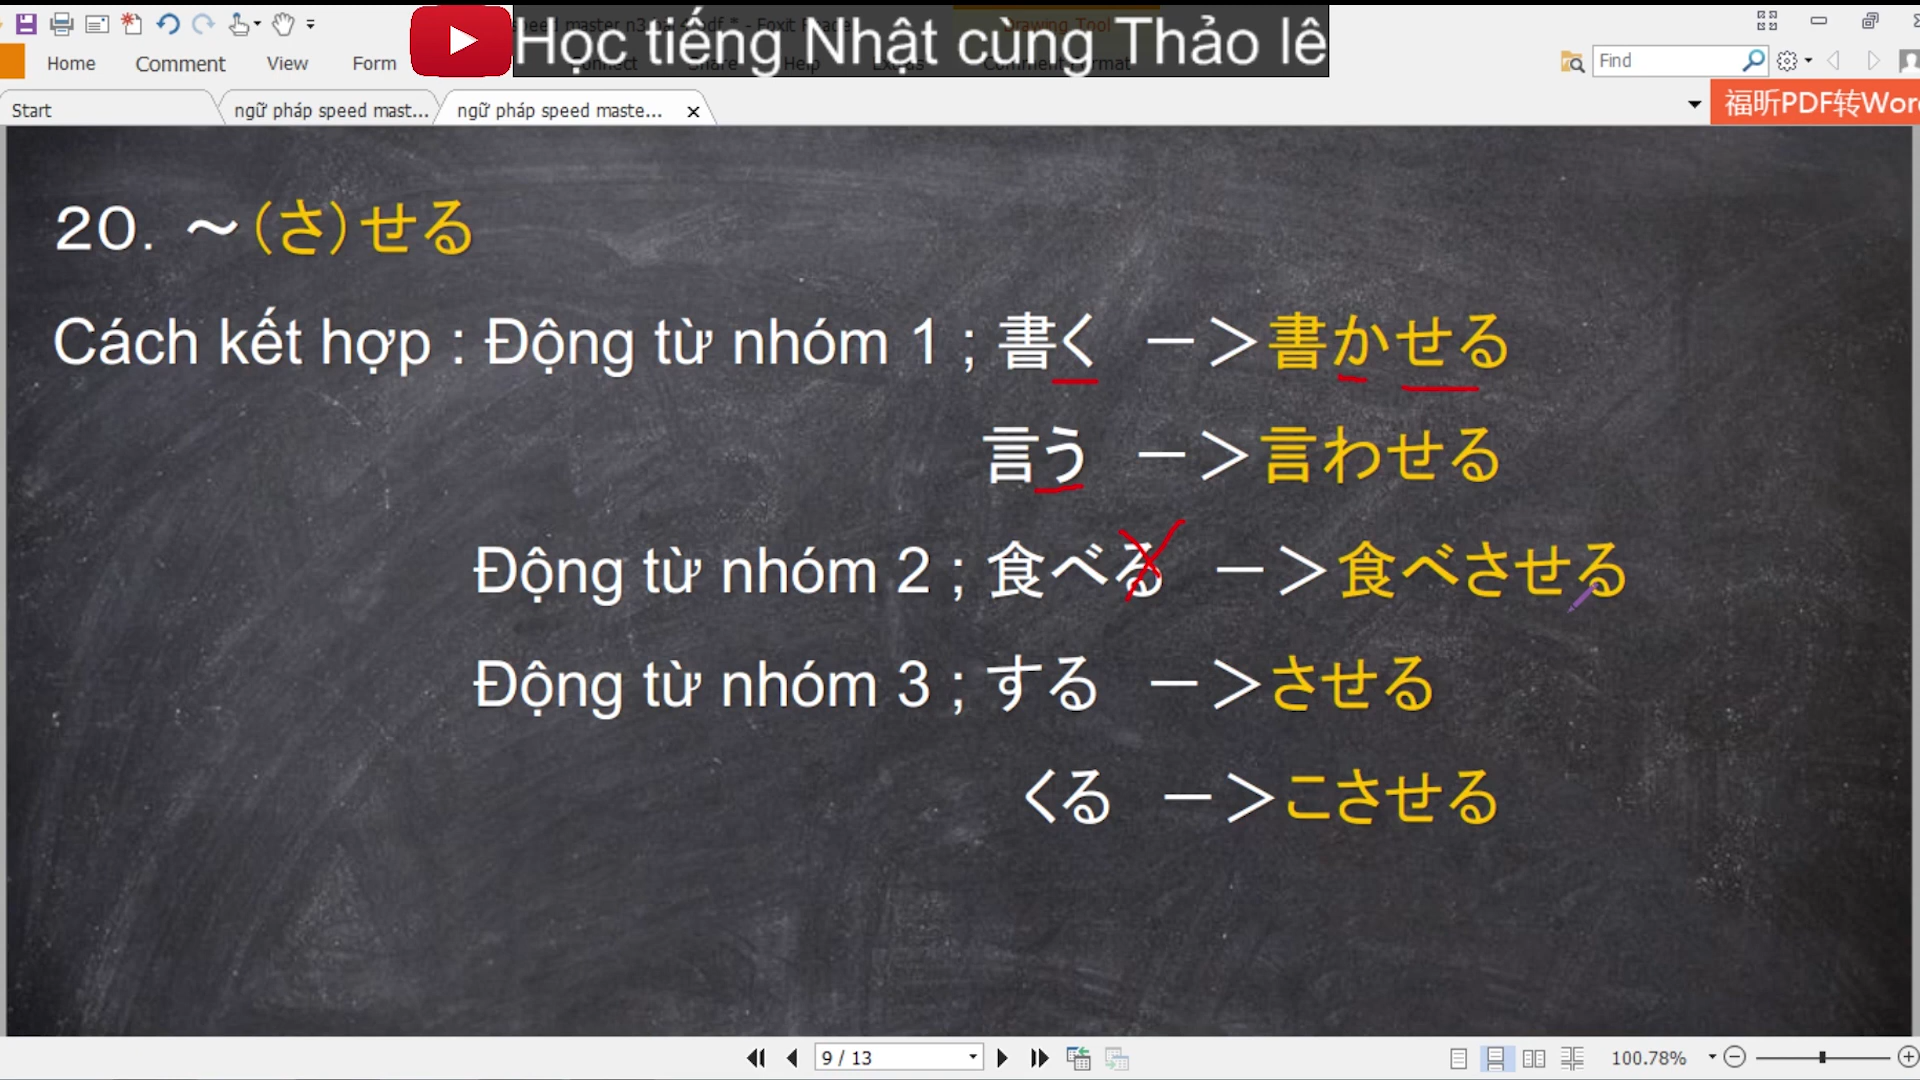 Học tiếng Nhật cùng Thảo lê
Home Comment View Form
Find
Start
ngữ pháp speed mast...
ngữ pháp speed maste...
福昕PDF转Wor
20. ～(さ)せる
Cách kết hợp : Động từ nhóm 1 ; 書く ー＞書かせる
言う ー＞言わせる
Động từ nhóm 2 ; 食べる ー＞食べさせる
Động từ nhóm 3 ; する ー＞させる
くる ー＞こさせる
9 / 13
100.78%